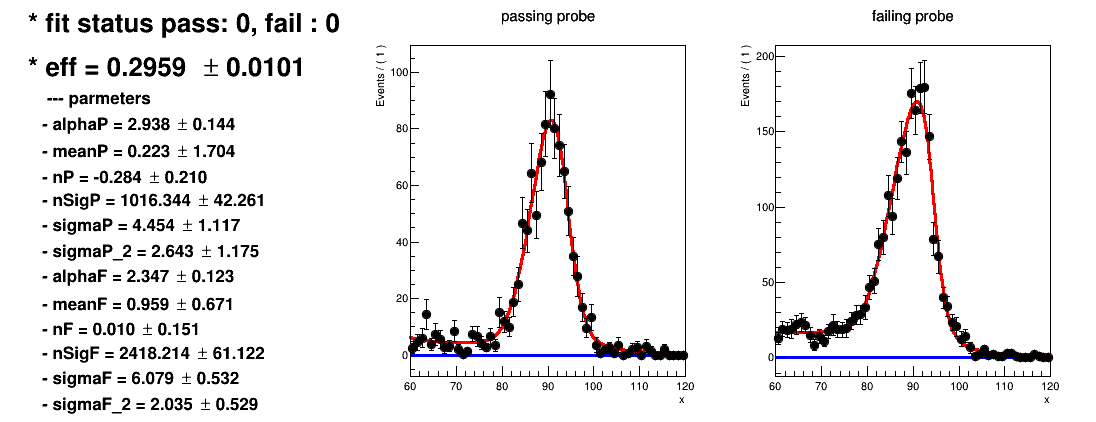 * fit status pass: 0, fail : 0
* eff = 0.2959 ± 0.0101
--- parmeters
- alphaP = 2.938 ± 0.144
- meanP = 0.223 ± 1.704
- nP = -0.284 ± 0.210
- nSigP = 1016.344 ± 42.261
- sigmaP = 4.454 ± 1.117
- sigmaP_2 = 2.643 ± 1.175
- alphaF = 2.347 ± 0.123
- meanF = 0.959 ± 0.671
- nF = 0.010 ± 0.151
- nSigF = 2418.214 ± 61.122
- sigmaF = 6.079 ± 0.532
- sigmaF_2 = 2.035 ± 0.529
passing probe
Events / ( 1 )
100
80
60
40
20
0
60 70 80 90 100 110 120
x
failing probe
Events / ( 1 )
200
150
100
50
0
60 70 80 90 100 110 120
x